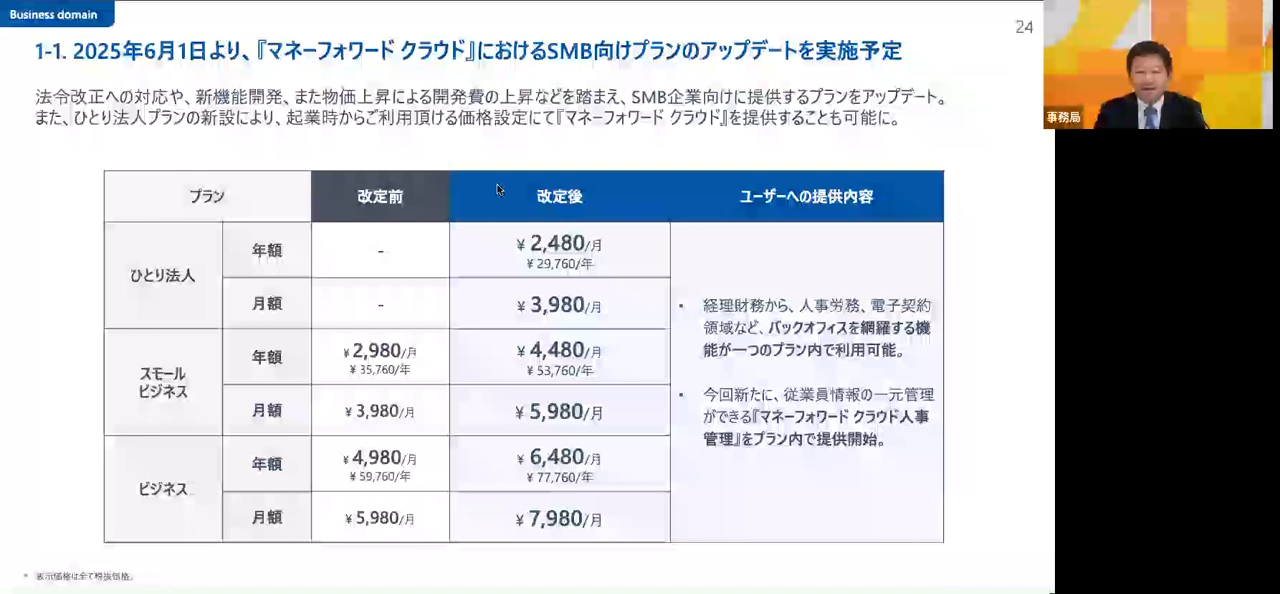 Business domain
24
1-1. 2025年6月1日より、『マネーフォワード クラウド』におけるSMB向けプランのアップデートを実施予定
法令改正への対応や、新機能開発、また物価上昇による開発費の上昇などを踏まえ、SMB企業向けに提供するプランをアップデート。
また、ひとり法人プランの新設により、起業時からご利用頂ける価格設定にて『マネーフォワード クラウド』を提供することも可能に。
事務局
プラン 改定前 改定後 ユーザーへの提供内容
ひとり法人
年額 - ¥ 2,480/月
¥ 29,760/年
月額 - ¥ 3,980/月
スモール
ビジネス
年額 ¥ 2,980/月 ¥ 4,480/月
¥ 35,760/年 ¥ 53,760/年
月額 ¥ 3,980/月 ¥ 5,980/月
ビジネス
年額 ¥ 4,980/月 ¥ 6,480/月
¥ 59,760/年 ¥ 77,760/年
月額 ¥ 5,980/月 ¥ 7,980/月
• 経理財務から、人事労務、電子契約
領域など、バックオフィスを網羅する機
能が一つのプラン内で利用可能。
• 今回新たに、従業員情報の一元管理
ができる『マネーフォワード クラウド人事
管理』をプラン内で提供開始。
* 表示価格は全て税抜価格。